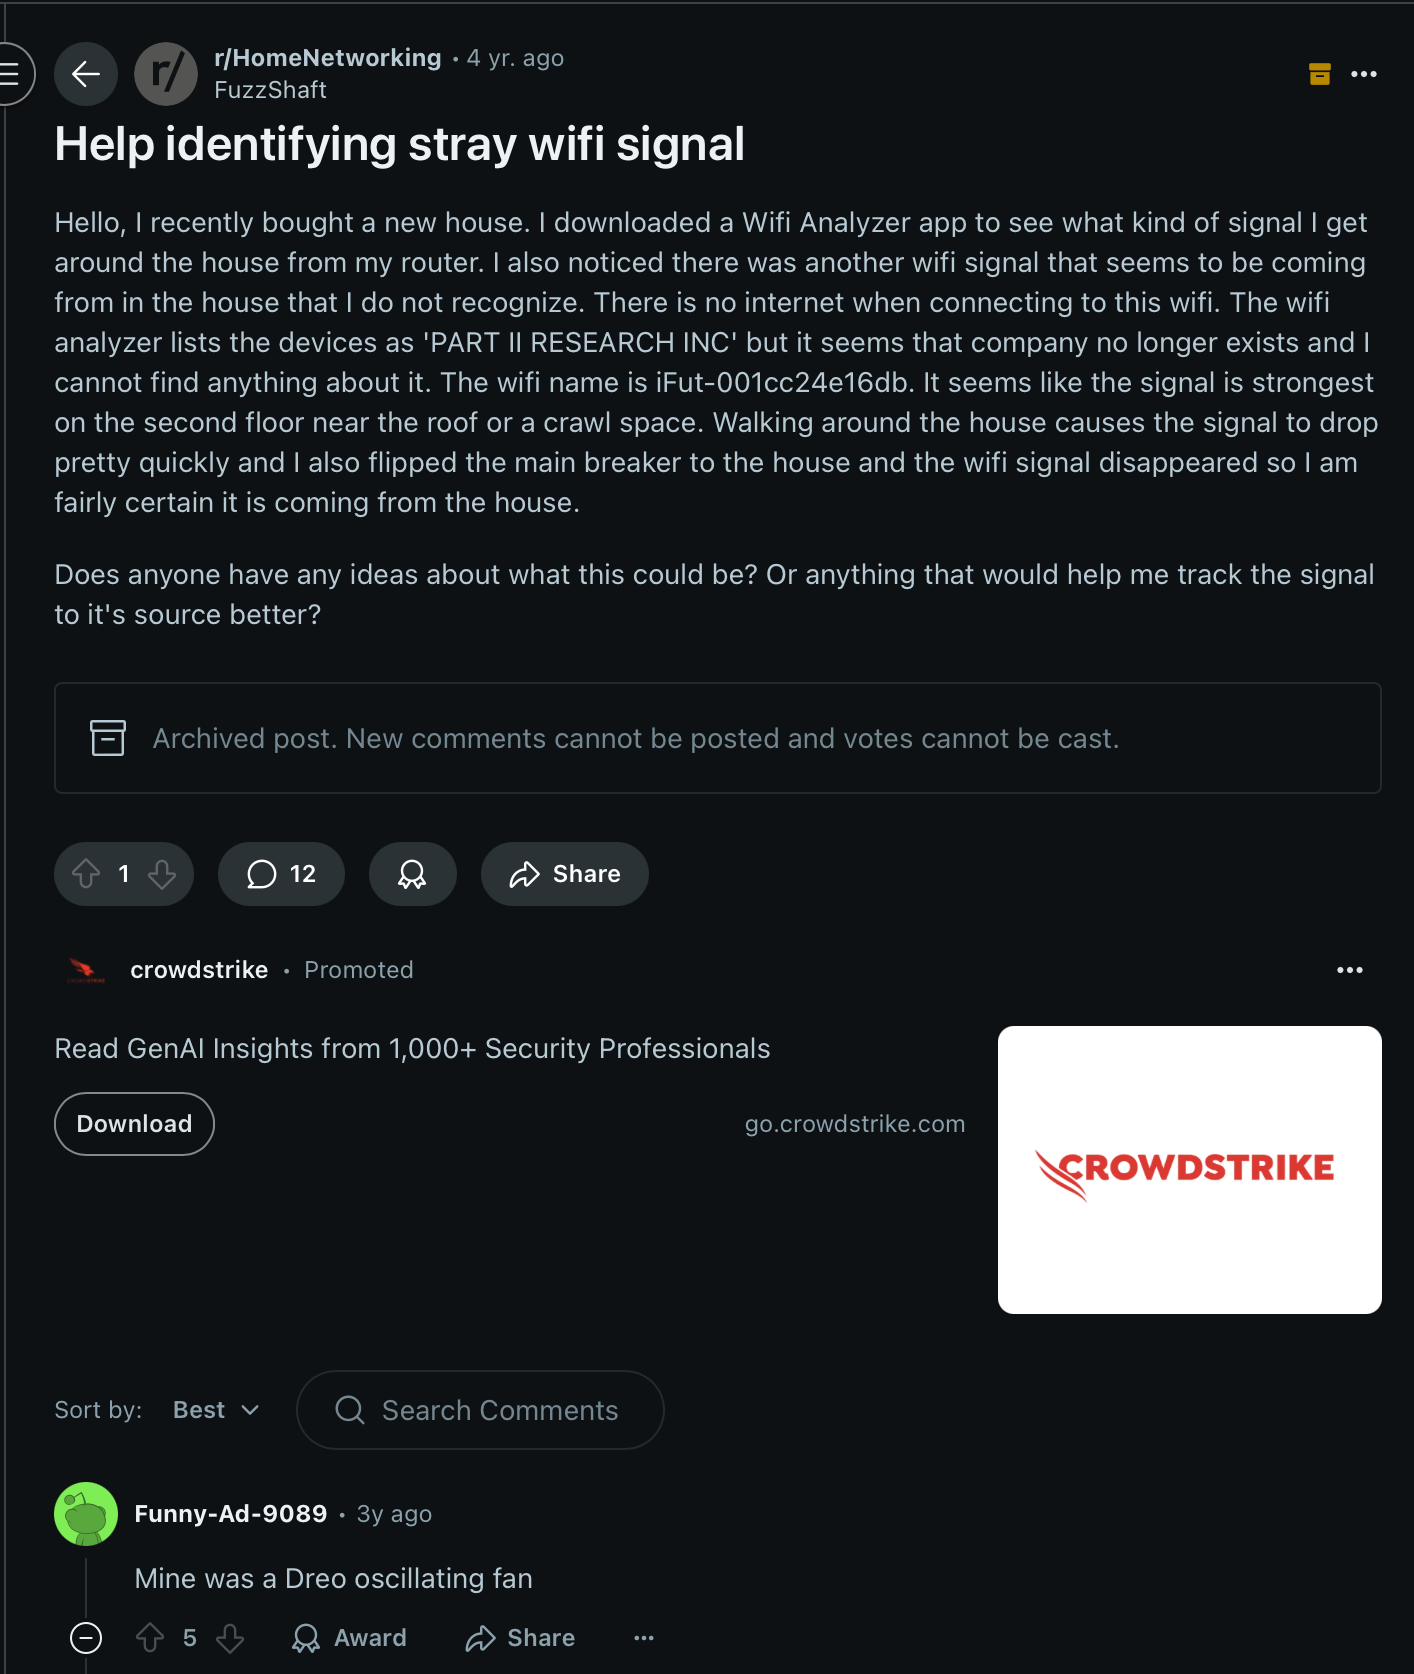 r/HomeNetworking • 4 yr. ago
r/
FuzzShaft
Help identifying stray wifi signal
Hello, I recently bought a new house. I downloaded a Wifi Analyzer app to see what kind of signal I get
around the house from my router. I also noticed there was another wifi signal that seems to be coming
from in the house that I do not recognize. There is no internet when connecting to this wifi. The wifi
analyzer lists the devices as 'PART II RESEARCH INC' but it seems that company no longer exists and I
cannot find anything about it. The wifi name is iFut-001cc24e16db. It seems like the signal is strongest
on the second floor near the roof or a crawl space. Walking around the house causes the signal to drop
pretty quickly and I also flipped the main breaker to the house and the wifi signal disappeared so I am
fairly certain it is coming from the house.
Does anyone have any ideas about what this could be? Or anything that would help me track the signal
to it's source better?
Archived post. New comments cannot be posted and votes cannot be cast.
1
12
Share
crowdstrike • Promoted
Read GenAI Insights from 1,000+ Security Professionals
Download
go.crowdstrike.com
CROWDSTRIKE
Sort by: Best
Search Comments
Funny-Ad-9089 • 3y ago
Mine was a Dreo oscillating fan
5
Award
Share